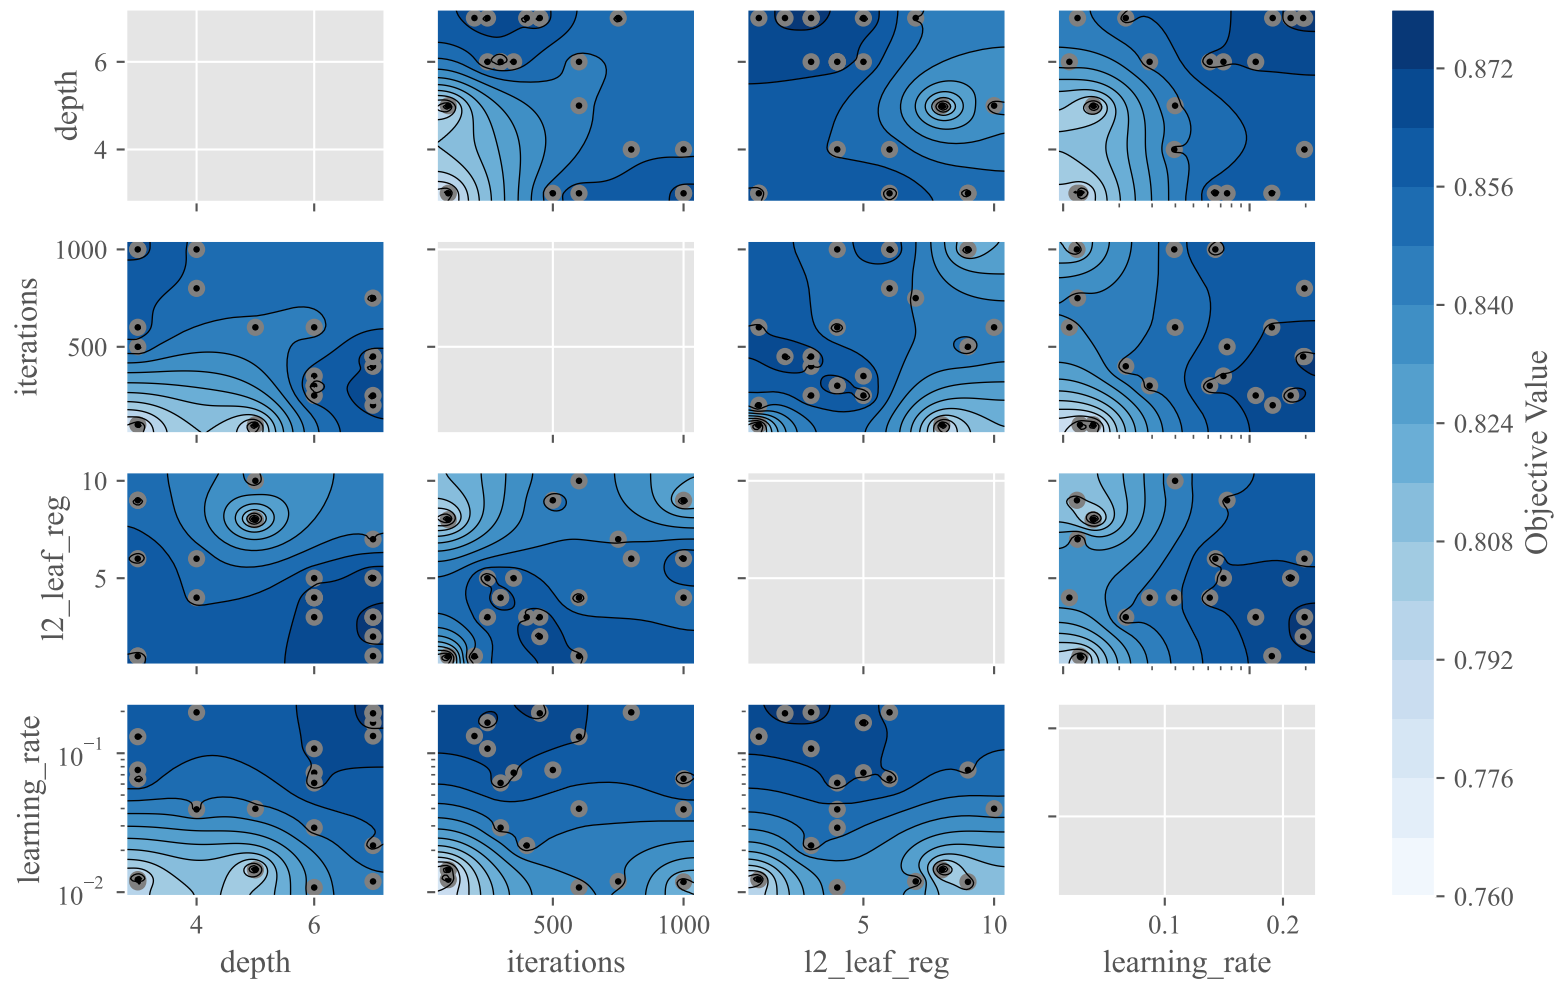 depth
6
4
iterations
1000
500
l2_leaf_reg
10
5
learning_rate
10⁻¹
10⁻²
4
6
depth
500
1000
iterations
5
10
l2_leaf_reg
0.1
0.2
learning_rate
0.872
0.856
0.840
0.824
0.808
0.792
0.776
0.760
Objective Value